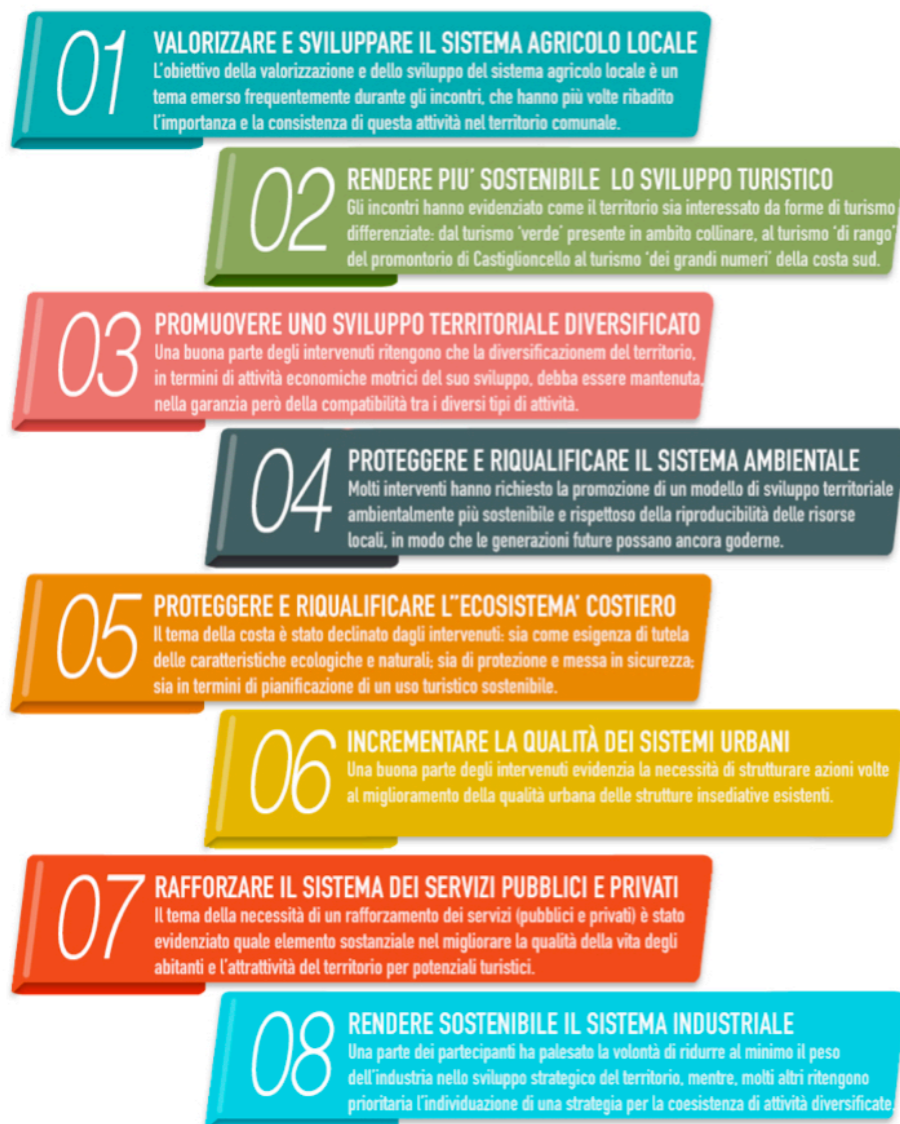 01
VALORIZZARE E SVILUPPARE IL SISTEMA AGRICOLO LOCALE
L'obiettivo della valorizzazione e dello sviluppo del sistema agricolo locale è un
tema emerso frequentemente durante gli incontri, che hanno più volte ribadito
l'importanza e la consistenza di questa attività nel territorio comunale.
02
RENDERE PIU' SOSTENIBILE LO SVILUPPO TURISTICO
Gli incontri hanno evidenziato come il territorio sia interessato da forme di turismo
differenziate: dal turismo 'verde' presente in ambito collinare, al turismo 'di rango'
del promontorio di Castiglioncello al turismo 'dei grandi numeri' della costa sud.
03
PROMUOVERE UNO SVILUPPO TERRITORIALE DIVERSIFICATO
Una buona parte degli intervenuti ritengono che la diversificazionem del territorio,
in termini di attività economiche motrici del suo sviluppo, debba essere mantenuta,
nella garanzia però della compatibilità tra i diversi tipi di attività.
04
PROTEGGERE E RIQUALIFICARE IL SISTEMA AMBIENTALE
Molti interventi hanno richiesto la promozione di un modello di sviluppo territoriale
ambientalmente più sostenibile e rispettoso della riproducibilità delle risorse
locali, in modo che le generazioni future possano ancora goderne.
05
PROTEGGERE E RIQUALIFICARE L''ECOSISTEMA' COSTIERO
Il tema della costa è stato declinato dagli intervenuti: sia come esigenza di tutela
delle caratteristiche ecologiche e naturali; sia di protezione e messa in sicurezza;
sia in termini di pianificazione di un uso turistico sostenibile.
06
INCREMENTARE LA QUALITÀ DEI SISTEMI URBANI
Una buona parte degli intervenuti evidenzia la necessità di strutturare azioni volte
al miglioramento della qualità urbana delle strutture insediative esistenti.
07
RAFFORZARE IL SISTEMA DEI SERVIZI PUBBLICI E PRIVATI
Il tema della necessità di un rafforzamento dei servizi (pubblici e privati) è stato
evidenziato quale elemento sostanziale nel migliorare la qualità della vita degli
abitanti e l'attrattività del territorio per potenziali turistici.
08
RENDERE SOSTENIBILE IL SISTEMA INDUSTRIALE
Una parte dei partecipanti ha palesato la volontà di ridurre al minimo il peso
dell'industria nello sviluppo strategico del territorio, mentre, molti altri ritengono
prioritaria l'individuazione di una strategia per la coesistenza di attività diversificate.